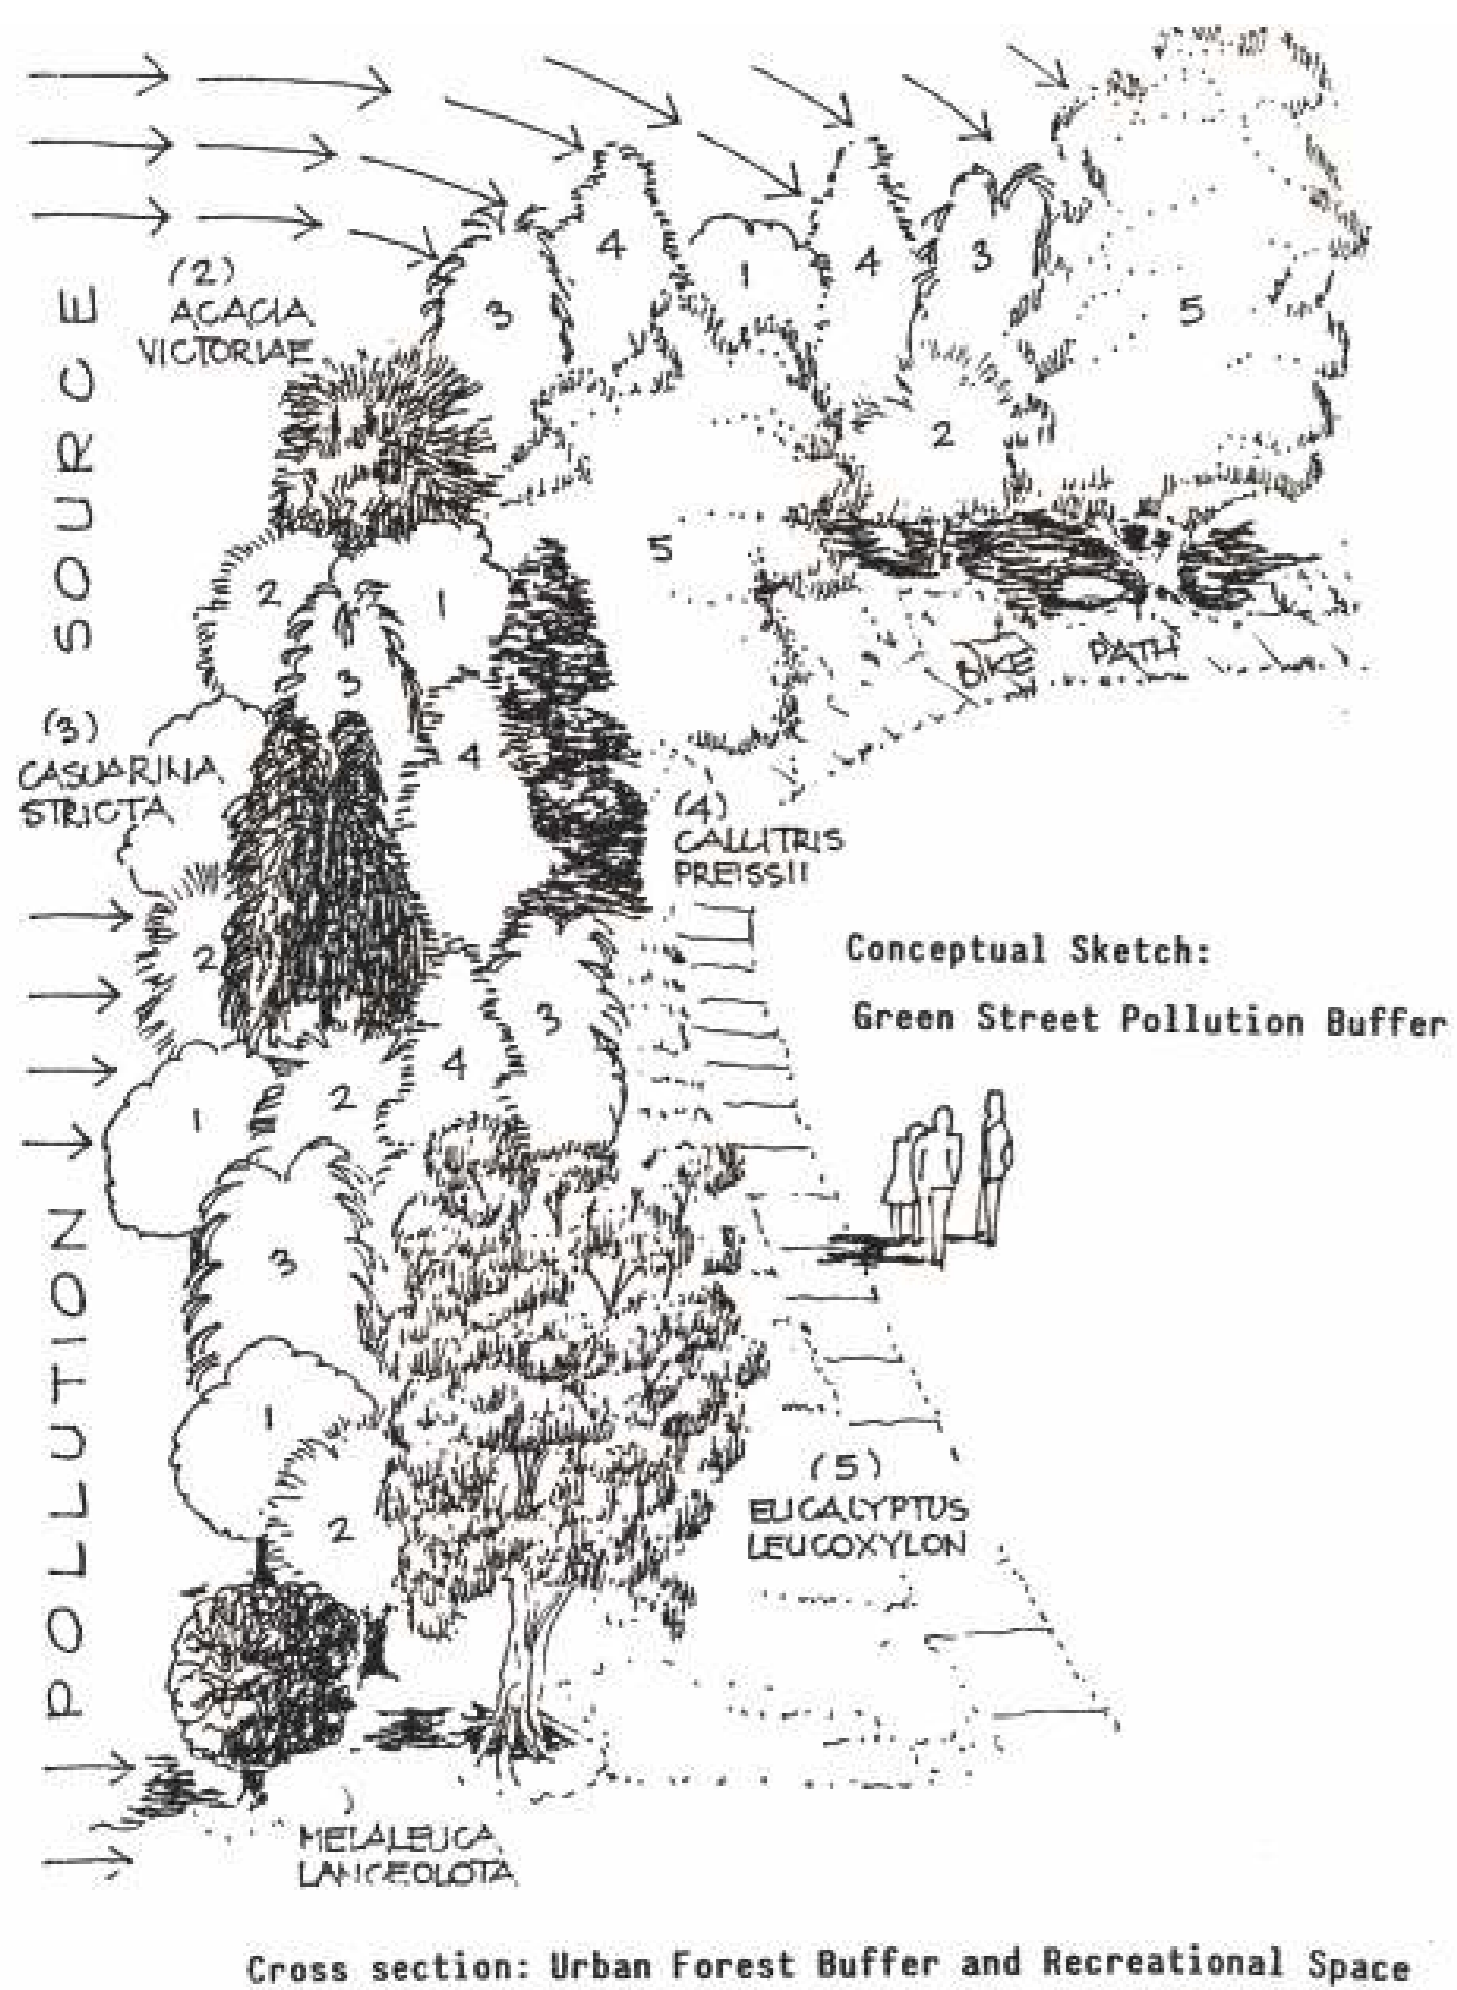 3
4
1
4
3
5
2
(2)
ACACIA
VICTORIAE
POLLUTION SOURCE
2
1
5
3
BIKE PATH
4
(3)
CASUARINA
STRICTA
(4)
CALLITRIS
PREISSII
2
3
Conceptual Sketch:
Green Street Pollution Buffer
4
1
2
3
1
(5)
EUCALYPTUS
LEUCOXYLON
2
MELALEUCA
LANCEOLOTA
Cross section: Urban Forest Buffer and Recreational Space